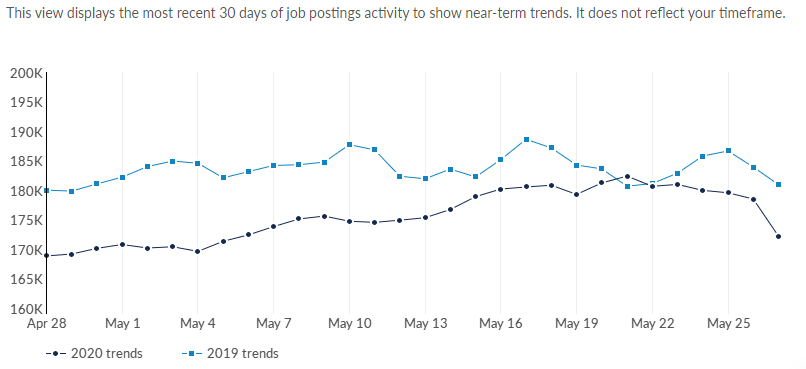 This view displays the most recent 30 days of job postings activity to show near-term trends. It does not reflect your timeframe.
200K
195K
190K
185K
180K
175K
170K
165K
160K
Apr 28 May 1 May 4 May 7 May 10 May 13 May 16 May 19 May 22 May 25
2020 trends 2019 trends